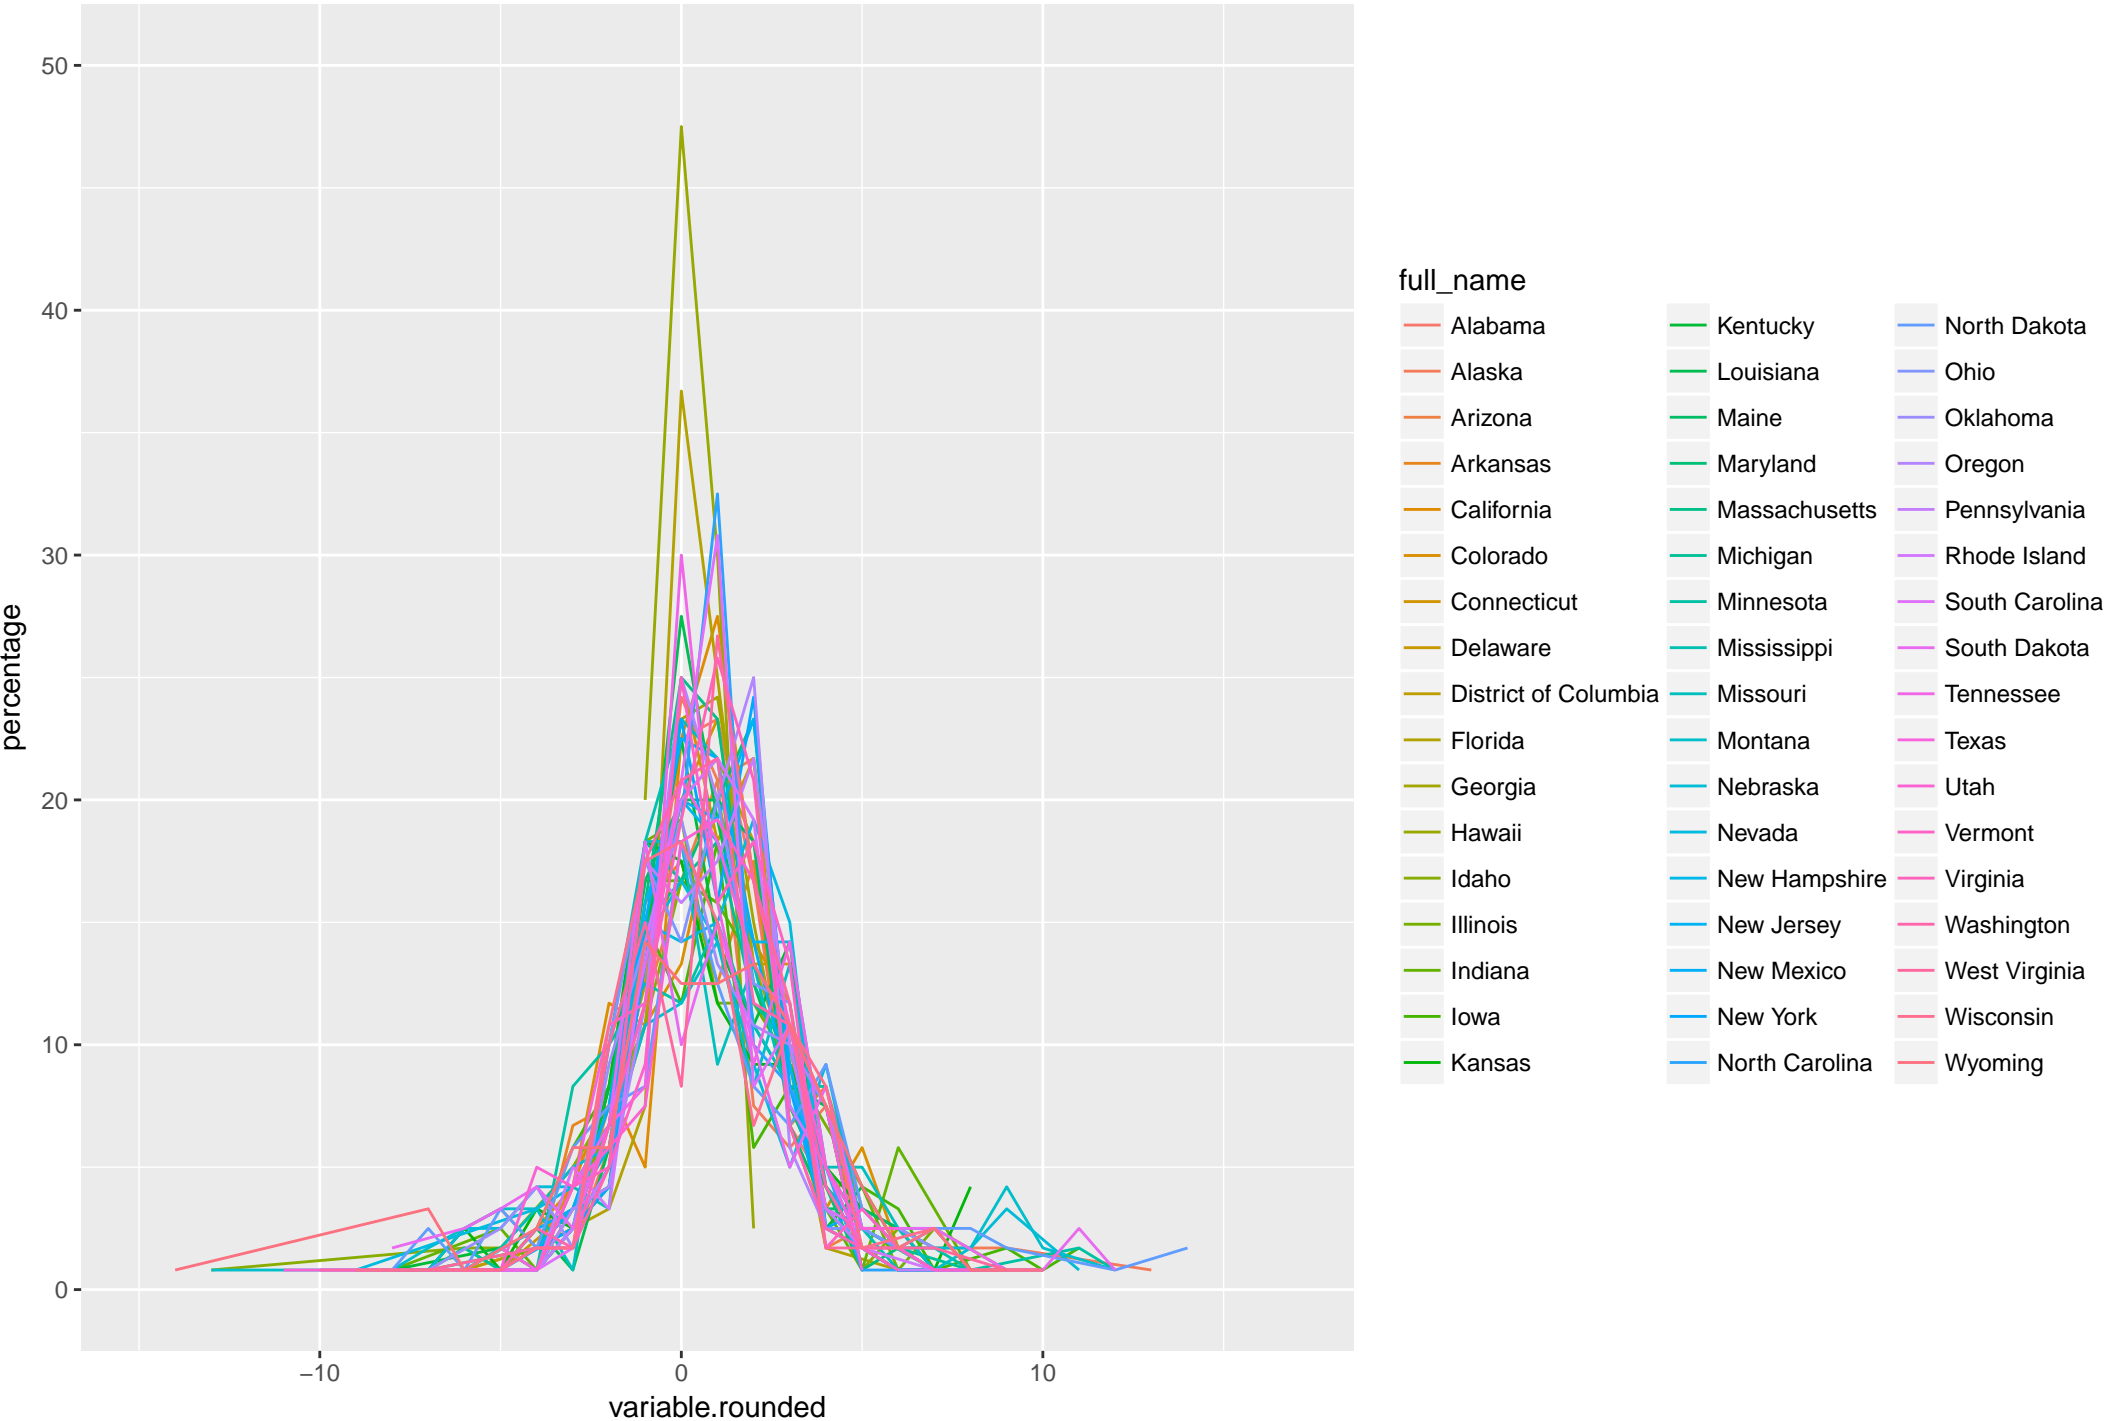 50
40
30
20
10
0
percentage
−10 0 10
variable.rounded
full_name
Alabama
Alaska
Arizona
Arkansas
California
Colorado
Connecticut
Delaware
District of Columbia
Florida
Georgia
Hawaii
Idaho
Illinois
Indiana
Iowa
Kansas
Kentucky
Louisiana
Maine
Maryland
Massachusetts
Michigan
Minnesota
Mississippi
Missouri
Montana
Nebraska
Nevada
New Hampshire
New Jersey
New Mexico
New York
North Carolina
North Dakota
Ohio
Oklahoma
Oregon
Pennsylvania
Rhode Island
South Carolina
South Dakota
Tennessee
Texas
Utah
Vermont
Virginia
Washington
West Virginia
Wisconsin
Wyoming